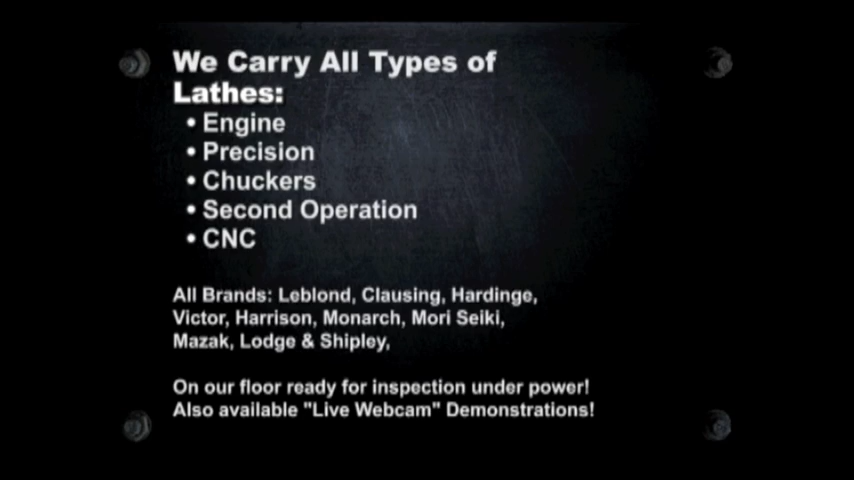 We Carry All Types of
Lathes:
• Engine
• Precision
• Chuckers
• Second Operation
• CNC
All Brands: Leblond, Clausing, Hardinge,
Victor, Harrison, Monarch, Mori Seiki,
Mazak, Lodge & Shipley,
On our floor ready for inspection under power!
Also available "Live Webcam" Demonstrations!